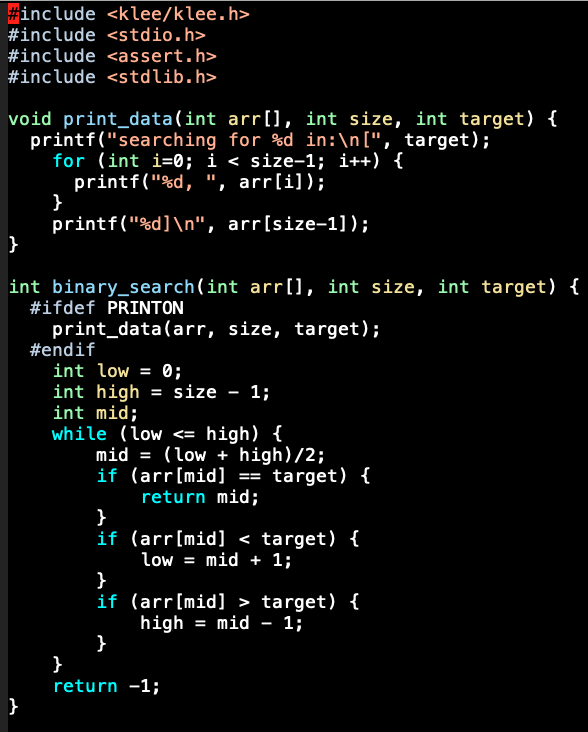 #include <klee/klee.h>
#include <stdio.h>
#include <assert.h>
#include <stdlib.h>

void print_data(int arr[], int size, int target) {
  printf("searching for %d in:\n[", target);
    for (int i=0; i < size-1; i++) {
      printf("%d, ", arr[i]);
    }
    printf("%d]\n", arr[size-1]);
}

int binary_search(int arr[], int size, int target) {
  #ifdef PRINTON
    print_data(arr, size, target);
  #endif
    int low = 0;
    int high = size - 1;
    int mid;
    while (low <= high) {
        mid = (low + high)/2;
        if (arr[mid] == target) {
            return mid;
        }
        if (arr[mid] < target) {
            low = mid + 1;
        }
        if (arr[mid] > target) {
            high = mid - 1;
        }
    }
    return -1;
}